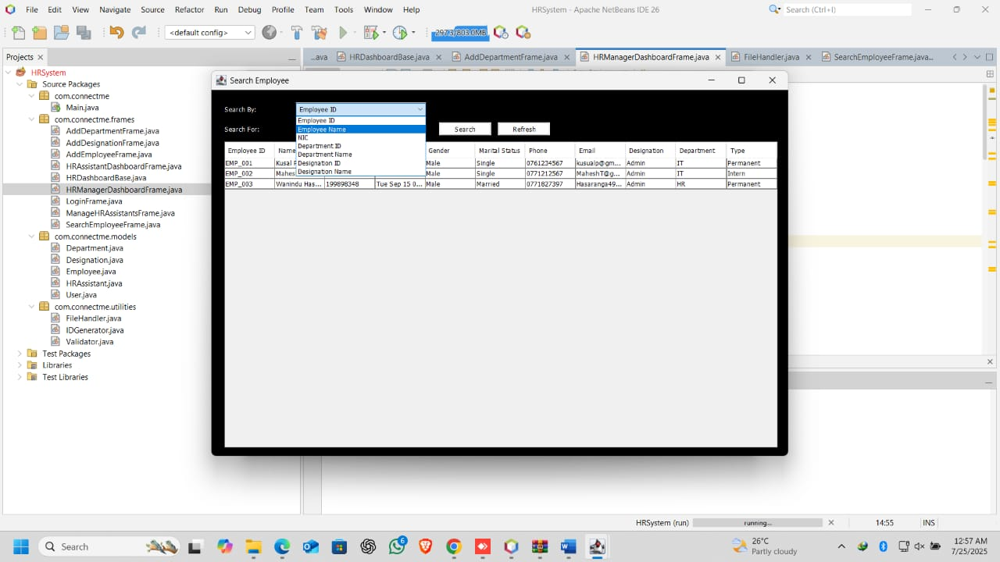 File Edit View Navigate Source Refactor Run Debug Profile Team Tools Window Help
HRSystem - Apache NetBeans IDE 26
Search (Ctrl+I)
<default config>
297.3/803.0MB
Projects
...ava
HRDashboardBase.java
AddDepartmentFrame.java
HRManagerDashboardFrame.java
FileHandler.java
SearchEmployeeFrame.java...
HRSystem
Source Packages
com.connectme
Main.java
com.connectme.frames
AddDepartmentFrame.java
AddDesignationFrame.java
AddEmployeeFrame.java
HRAssistantDashboardFrame.java
HRDashboardBase.java
HRManagerDashboardFrame.java
LoginFrame.java
ManageHRAssistantsFrame.java
SearchEmployeeFrame.java
com.connectme.models
Department.java
Designation.java
Employee.java
HRAssistant.java
User.java
com.connectme.utilities
FileHandler.java
IDGenerator.java
Validator.java
Test Packages
Libraries
Test Libraries
Search Employee
Search By:
Employee ID
Search For:
Employee ID
Employee Name
NIC
Department ID
Department Name
Designation ID
Designation Name
Search
Refresh
Employee ID Name Gender Marital Status Phone Email Designation Department Type
EMP_001 Kusal P Male Single 0761234567 kusualp@gm... Admin IT Permanent
EMP_002 Mahes Male Single 0771212567 MaheshT@g... Admin IT Intern
EMP_003 Wanindu Has... 199898348 Tue Sep 15 0... Male Married 0771827397 Hasaranga49... Admin HR Permanent
HRSystem (run)
running...
14:55
INS
Search
6
26°C
Partly cloudy
12:57 AM
7/25/2025